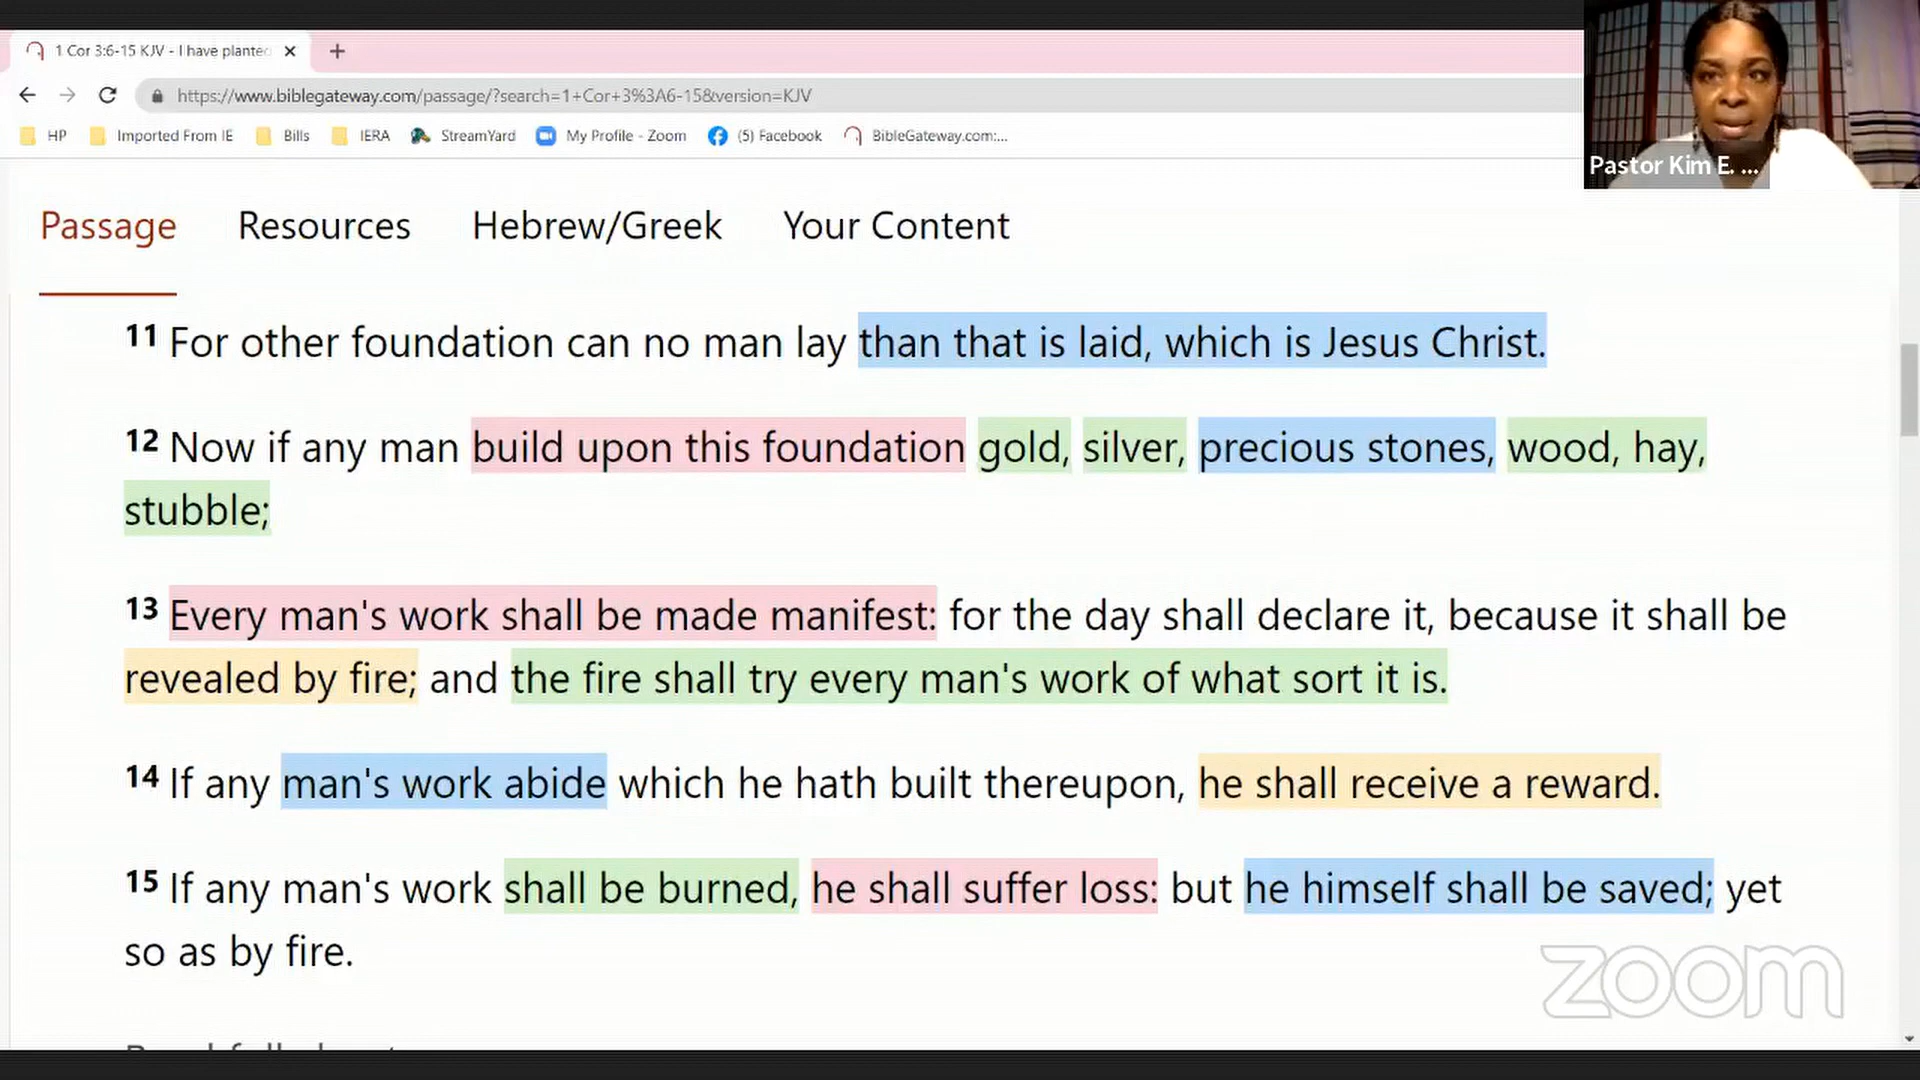 1 Cor 3:6-15 KJV - I have plante
https://www.biblegateway.com/passage/?search=1+Cor+3%3A6-15&version=KJV
HP Imported From IE Bills IERA StreamYard My Profile - Zoom (5) Facebook BibleGateway.com:...
Pastor Kim E. ...
Passage Resources Hebrew/Greek Your Content
11 For other foundation can no man lay than that is laid, which is Jesus Christ.
12 Now if any man build upon this foundation gold, silver, precious stones, wood, hay,
stubble;
13 Every man's work shall be made manifest: for the day shall declare it, because it shall be
revealed by fire; and the fire shall try every man's work of what sort it is.
14 If any man's work abide which he hath built thereupon, he shall receive a reward.
15 If any man's work shall be burned, he shall suffer loss: but he himself shall be saved; yet
so as by fire.
zoom